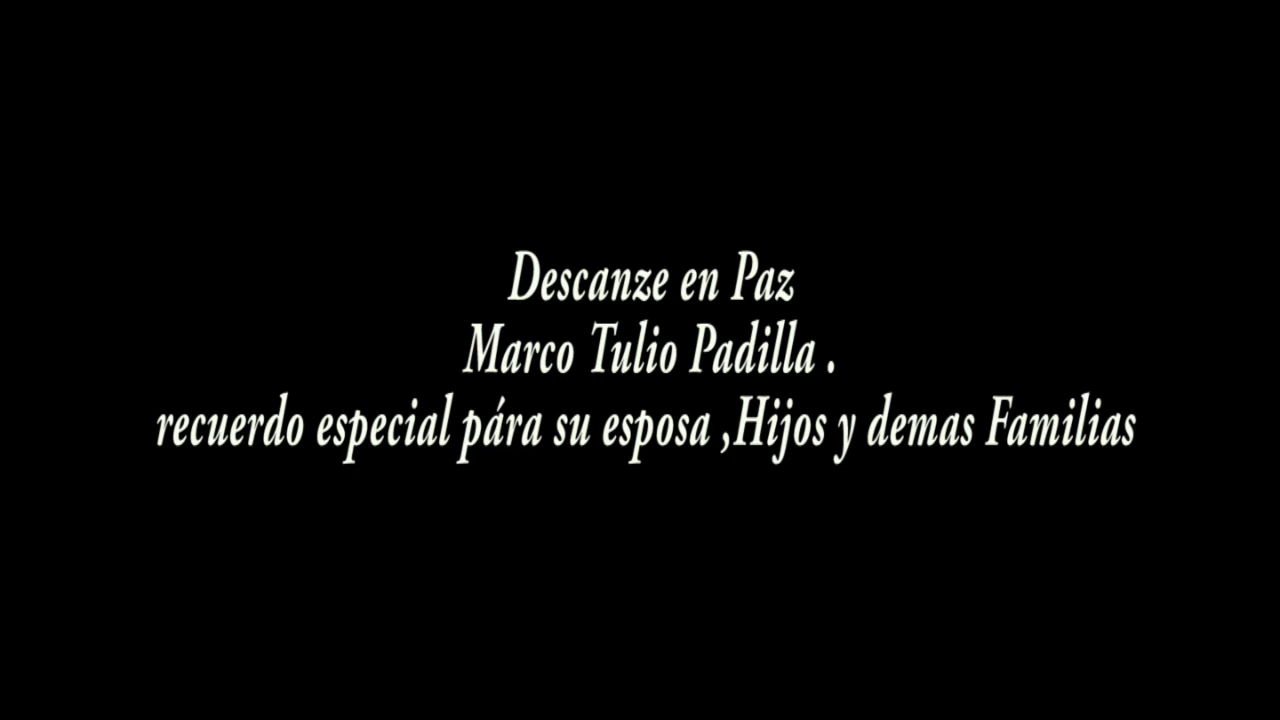 Descanze en Paz
Marco Tulio Padilla .
recuerdo especial pára su esposa ,Hijos y demas Familias